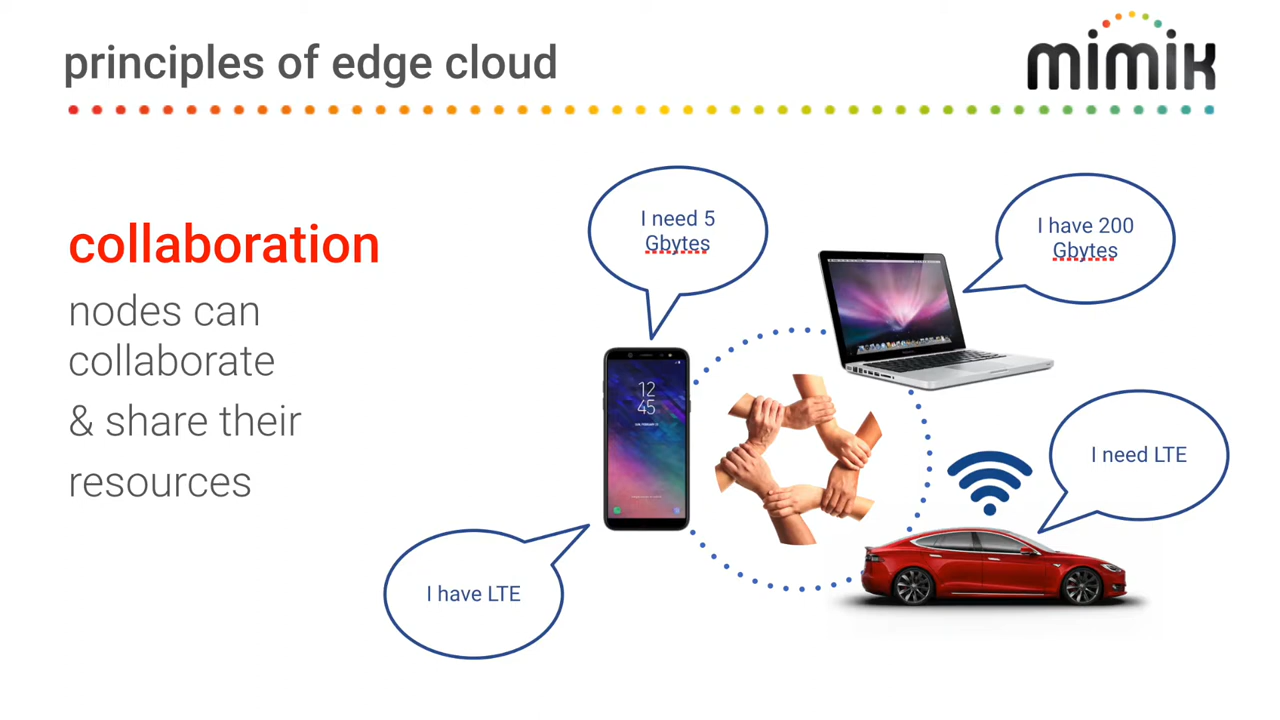 principles of edge cloud
mimik
collaboration
nodes can
collaborate
& share their
resources
I need 5
Gbytes
I have 200
Gbytes
I need LTE
I have LTE
12
45